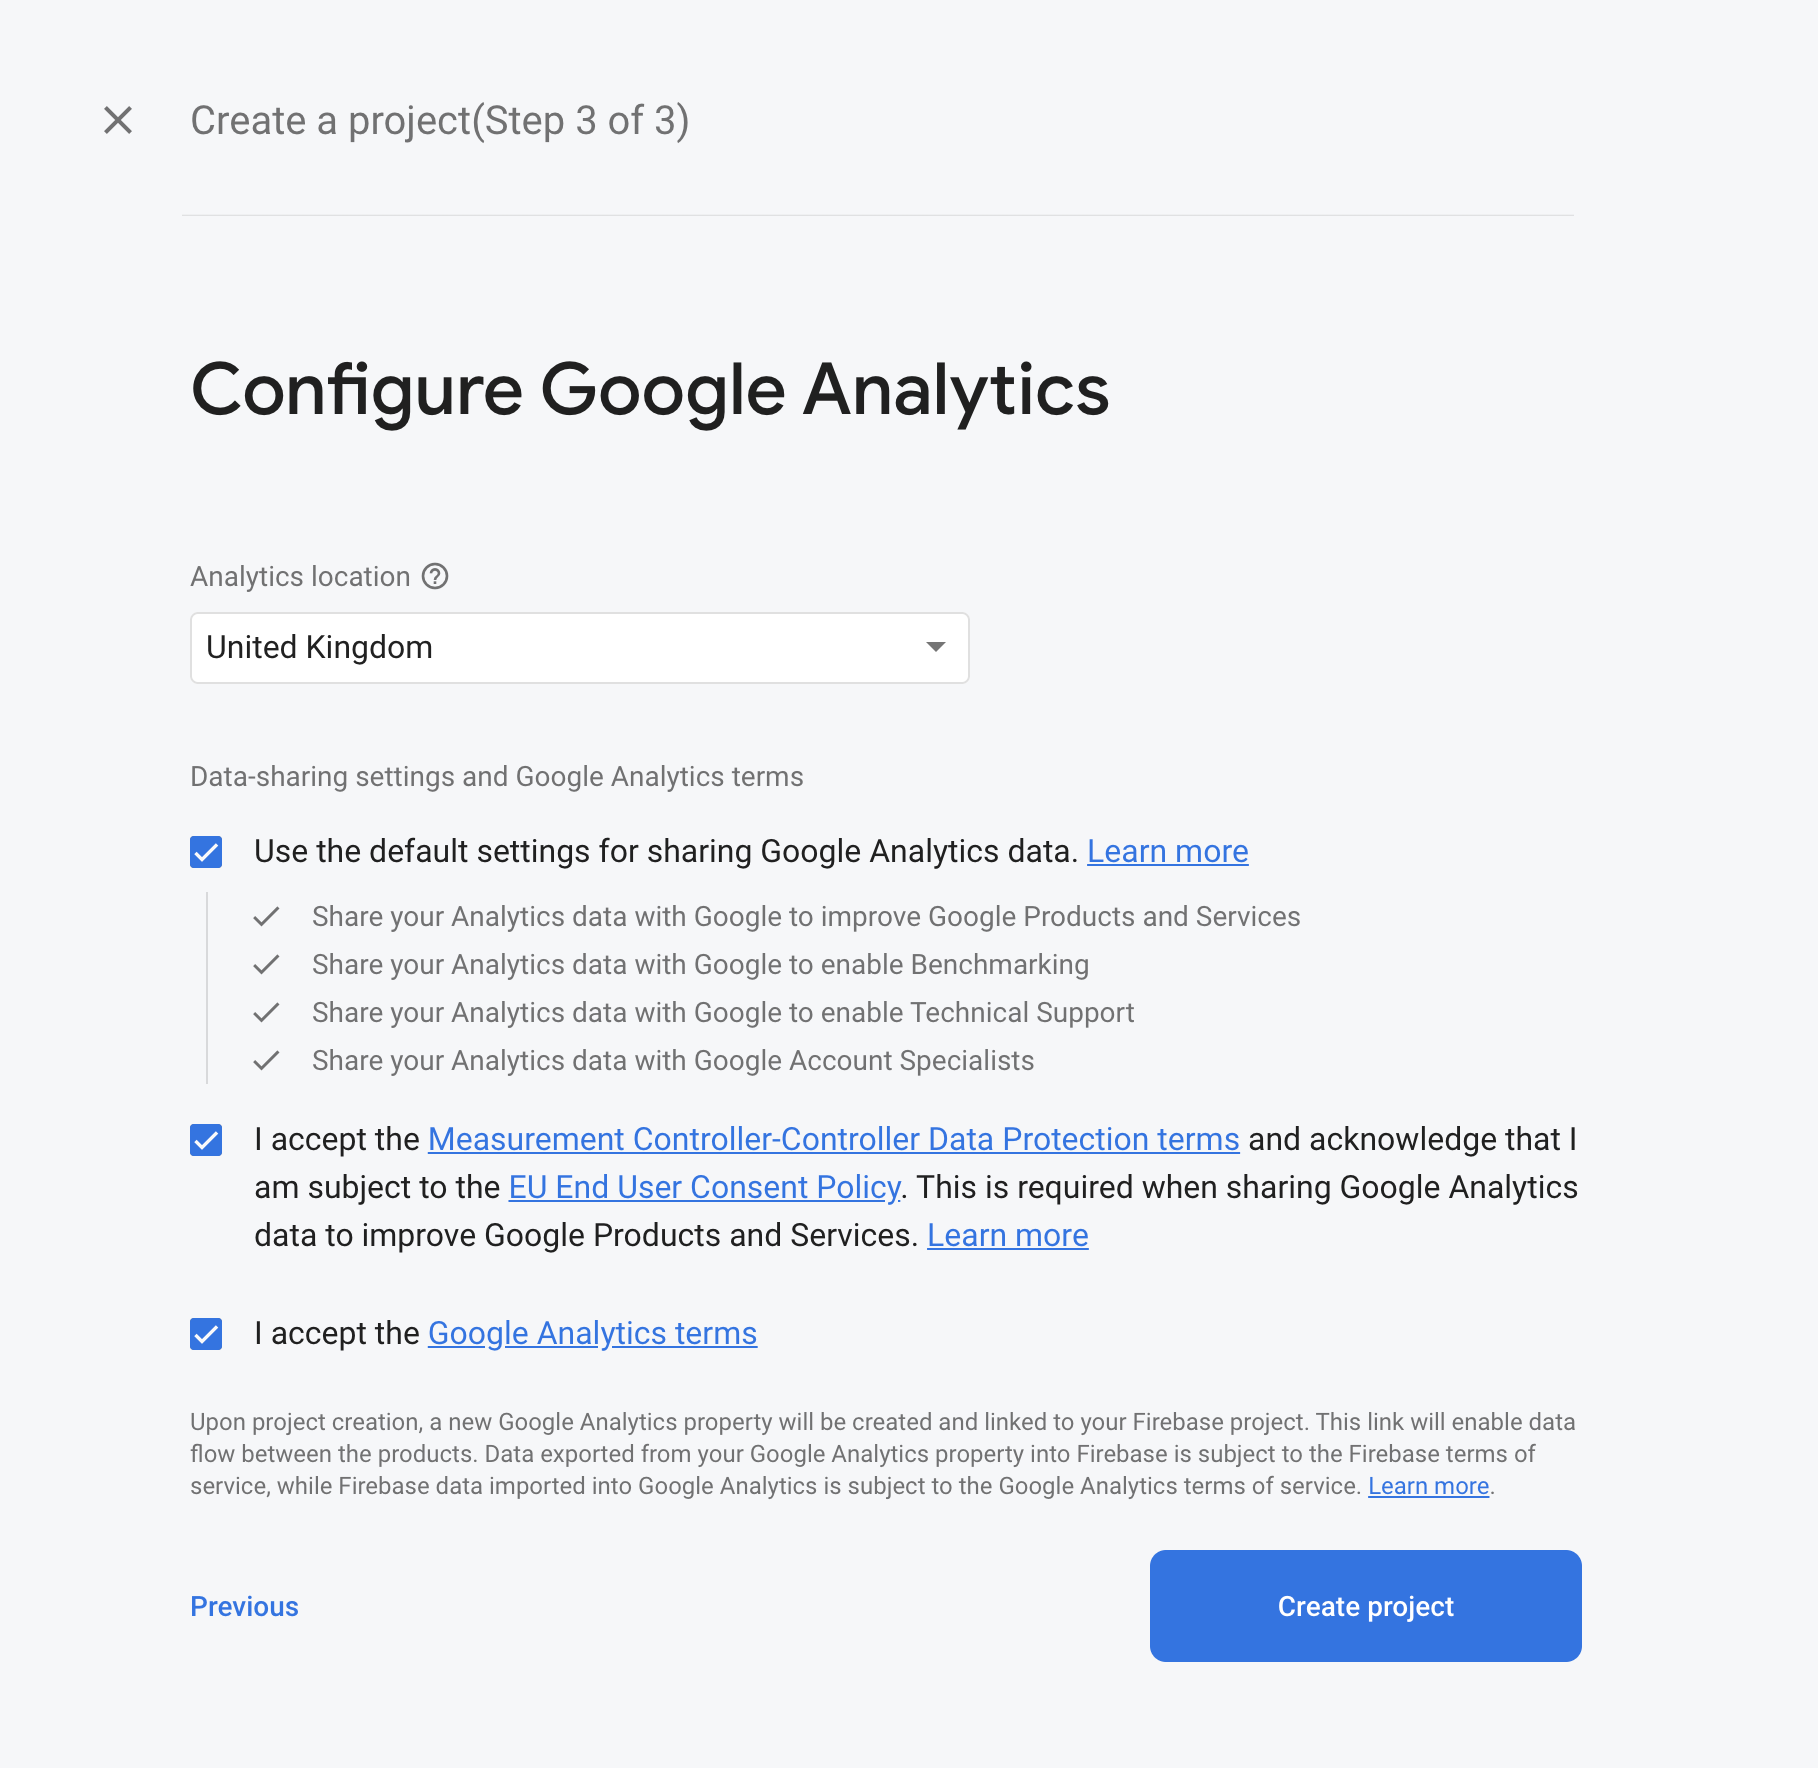 Create a project(Step 3 of 3)
Configure Google Analytics
Analytics location
United Kingdom
Data-sharing settings and Google Analytics terms
Use the default settings for sharing Google Analytics data. Learn more
Share your Analytics data with Google to improve Google Products and Services
Share your Analytics data with Google to enable Benchmarking
Share your Analytics data with Google to enable Technical Support
Share your Analytics data with Google Account Specialists
I accept the Measurement Controller-Controller Data Protection terms and acknowledge that I
am subject to the EU End User Consent Policy. This is required when sharing Google Analytics
data to improve Google Products and Services. Learn more
I accept the Google Analytics terms
Upon project creation, a new Google Analytics property will be created and linked to your Firebase project. This link will enable data
flow between the products. Data exported from your Google Analytics property into Firebase is subject to the Firebase terms of
service, while Firebase data imported into Google Analytics is subject to the Google Analytics terms of service. Learn more.
Previous
Create project